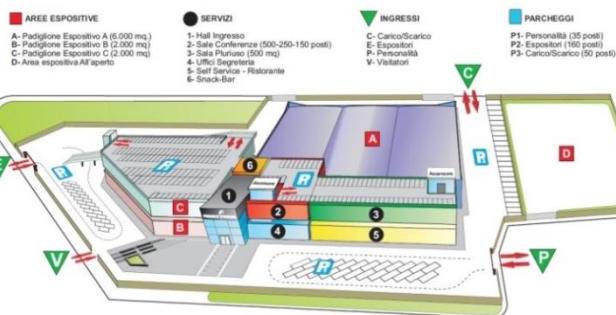 AREE ESPOSITIVE
A- Padiglione Espositivo A (6.000 mq.)
B- Padiglione Espositivo B (2.000 mq)
C- Padiglione Espositivo C (2.000 mq.)
D- Area espositiva All'aperto
SERVIZI
1- Hall Ingresso
2- Sale Conferenze (500-250-150 posti)
3- Sala Pluriuso (500 mq)
4- Uffici Segreteria
5- Self Service - Ristorante
6- Snack-Bar
INGRESSI
C- Carico/Scarico
E- Espositori
P- Personalità
V- Visitatori
PARCHEGGI
P1- Personalità (35 posti)
P2- Espositori (160 posti)
P3- Carico/Scarico (50 posti)
C
A
D
E
6
1
C
2
3
B
4
5
V
P